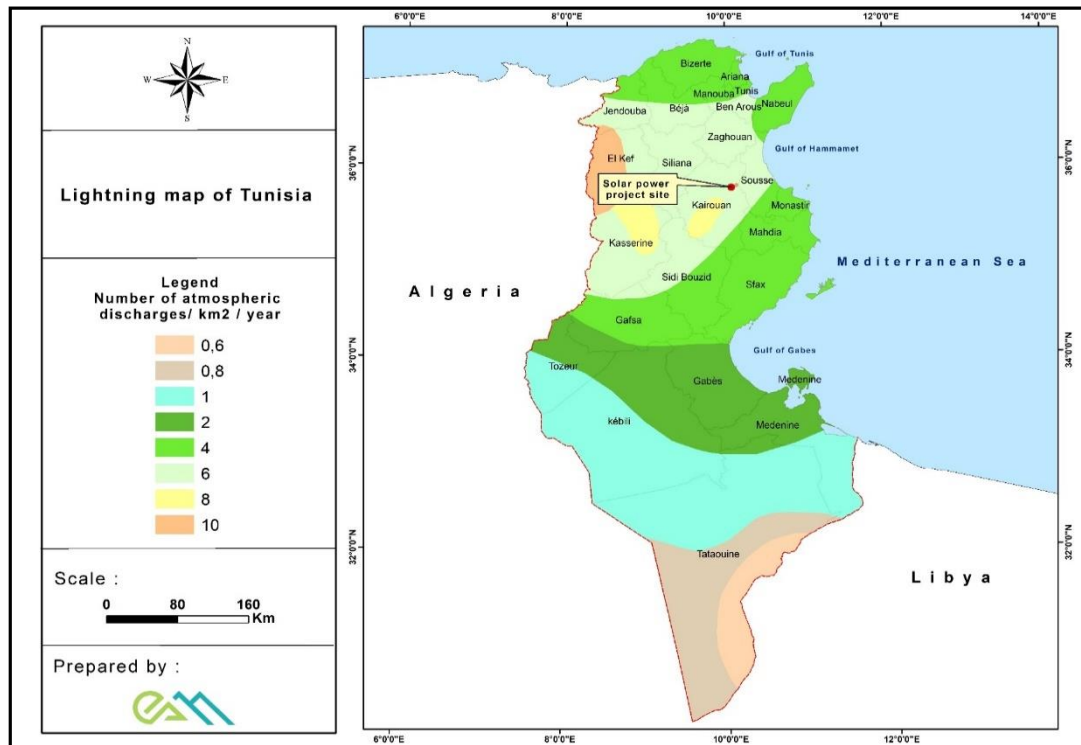 N
W E
S
Lightning map of Tunisia
Legend
Number of atmospheric
discharges/ km2 / year
0,6
0,8
1
2
4
6
8
10
Scale :
0 80 160
Km
Prepared by :
6°0'0"E 8°0'0"E 10°0'0"E 12°0'0"E 14°0'0"E
Gulf of Tunis
Bizerte
Ariana
Manouba Tunis
Nabeul
Jendouba Béjà Ben Arous
Zaghouan
Gulf of Hammamet
36°0'0"N 36°0'0"N
El Kef
Siliana
Solar power
project site
Sousse
Kairouan
Monastir
Mahdia
Kasserine
Mediterranean Sea
Sidi Bouzid
Sfax
Algeria
Gafsa
34°0'0"N 34°0'0"N
Gulf of Gabes
Tozeur
Gabès
Medenine
kébili
Medenine
32°0'0"N 32°0'0"N
Tataouine
Libya
6°0'0"E 8°0'0"E 10°0'0"E 12°0'0"E